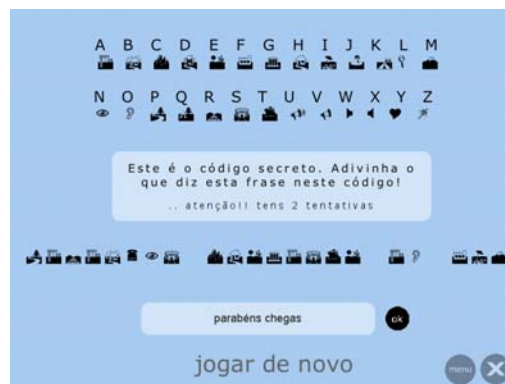 A B C D E F G H I J K L M
N O P Q R S T U V W X Y Z
Este é o código secreto. Adivinha o
que diz esta frase neste código!
.. atenção!! tens 2 tentativas
parabéns chegas
ok
jogar de novo
menu